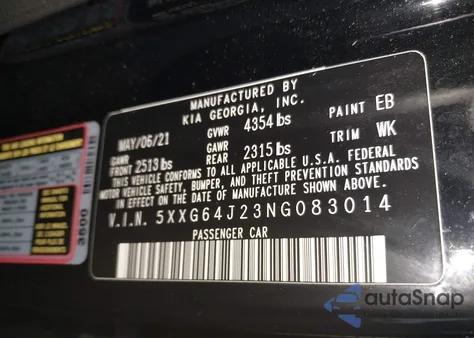 MANUFACTURED BY
KIA GEORGIA, INC.
MAY/06/21 GVWR 4354 lbs PAINT EB
GAWR FRONT 2513 lbs GAWR REAR 2315 lbs TRIM WK
THIS VEHICLE CONFORMS TO ALL APPLICABLE U.S.A. FEDERAL
MOTOR VEHICLE SAFETY, BUMPER, AND THEFT PREVENTION STANDARDS
IN EFFECT ON THE DATE OF MANUFACTURE SHOWN ABOVE.
V.I.N. 5XXG64J23NG083014
PASSENGER CAR
3600
autaSnap